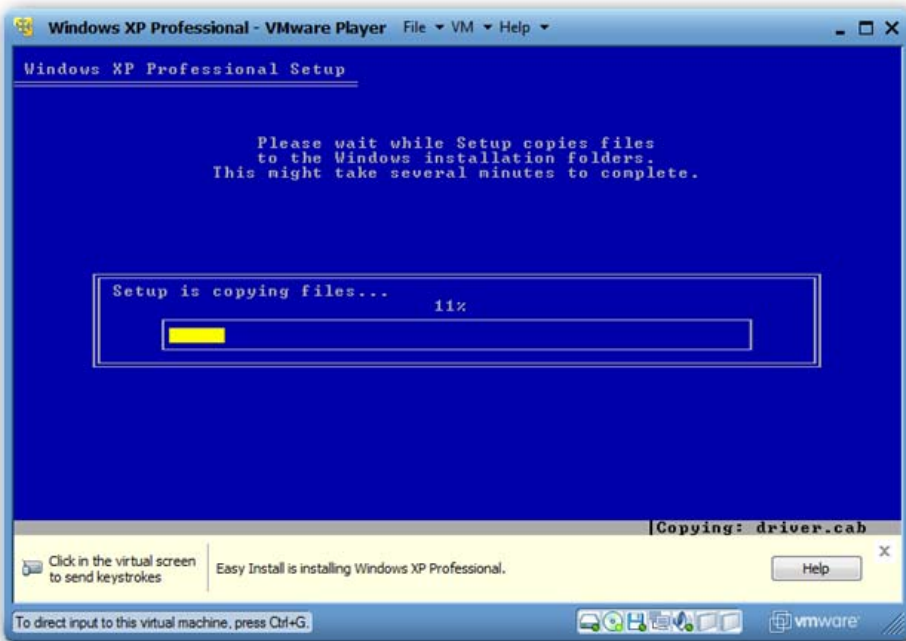 Windows XP Professional - VMware Player File VM Help
Windows XP Professional Setup
Please wait while Setup copies files
to the Windows installation folders.
This might take several minutes to complete.
Setup is copying files...
11%
Copying: driver.cab
Click in the virtual screen
to send keystrokes
Easy Install is installing Windows XP Professional.
Help
To direct input to this virtual machine, press Ctrl+G.
vmware